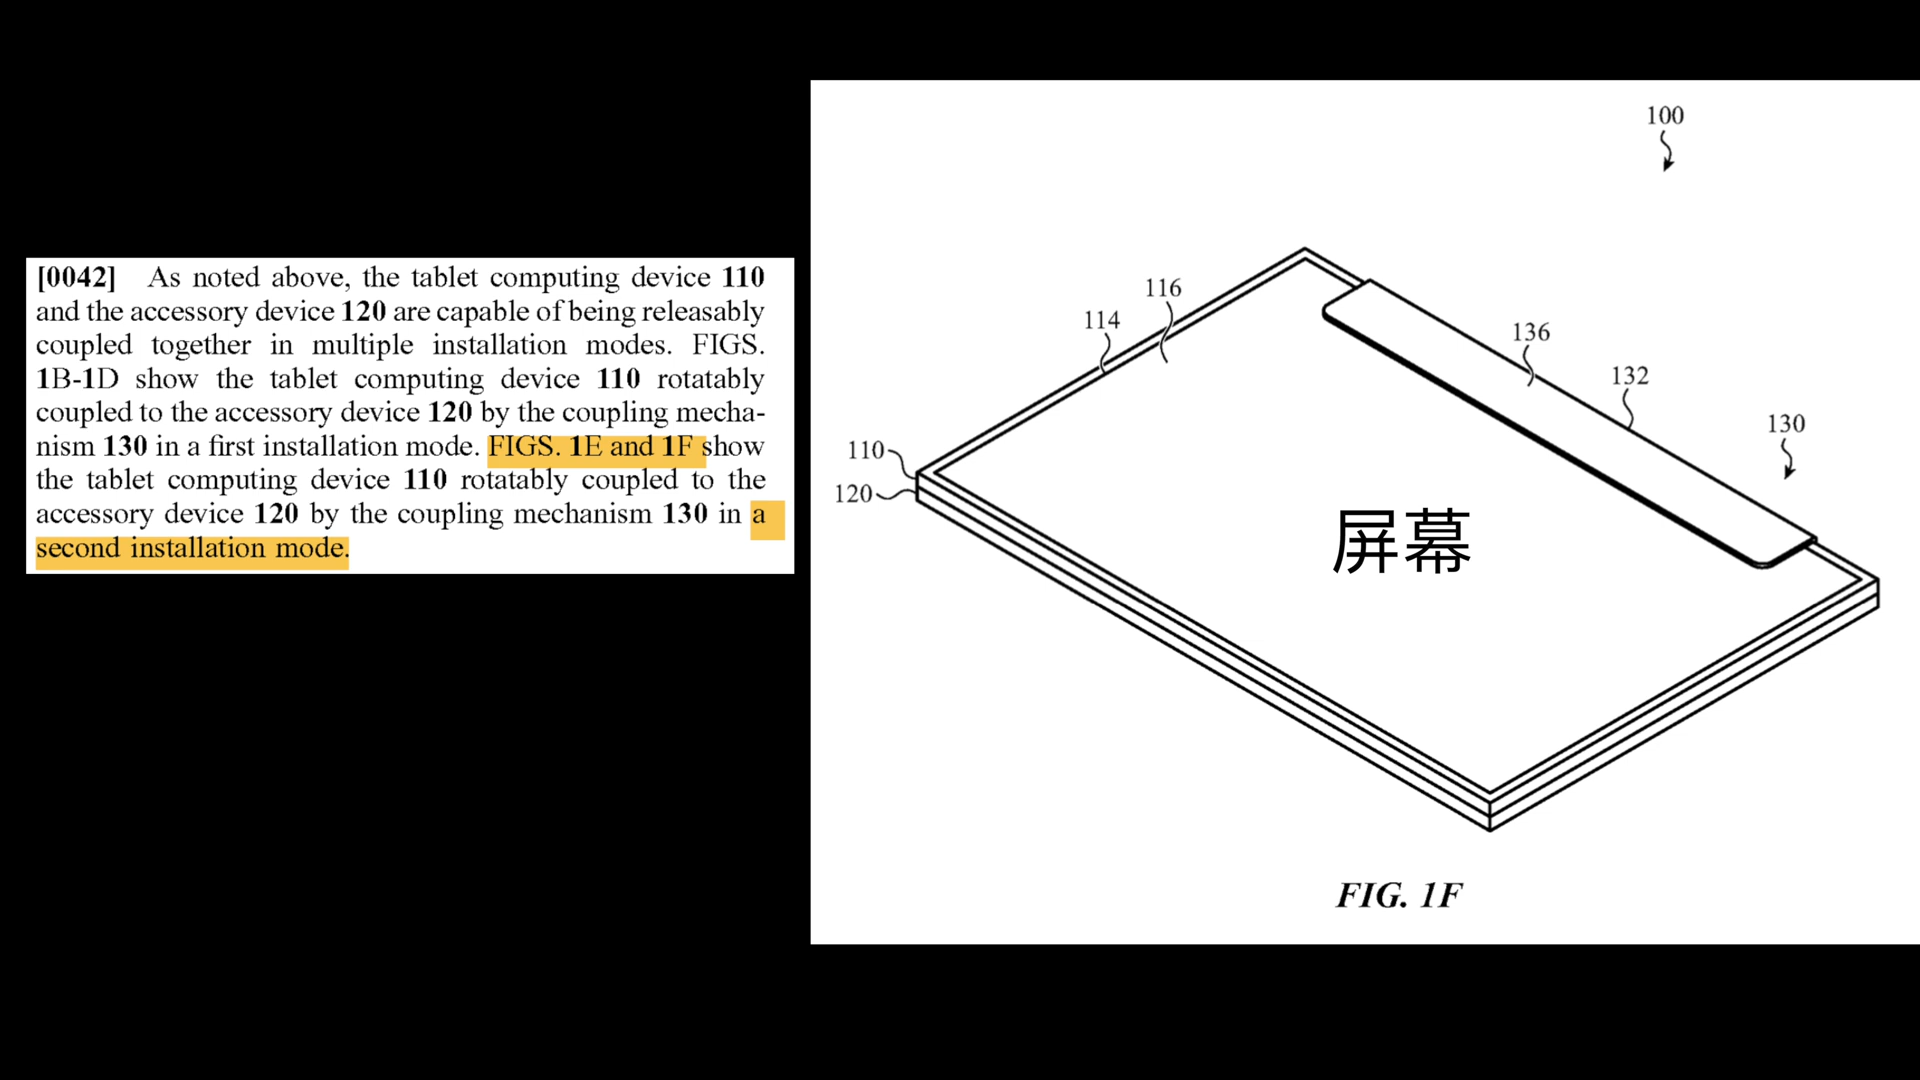 [0042] As noted above, the tablet computing device 110
and the accessory device 120 are capable of being releasably
coupled together in multiple installation modes. FIGS.
1B-1D show the tablet computing device 110 rotatably
coupled to the accessory device 120 by the coupling mecha-
nism 130 in a first installation mode. FIGS. 1E and 1F show
the tablet computing device 110 rotatably coupled to the
accessory device 120 by the coupling mechanism 130 in a
second installation mode.
100
116
114
136
132
130
110
120
屏幕
FIG. 1F